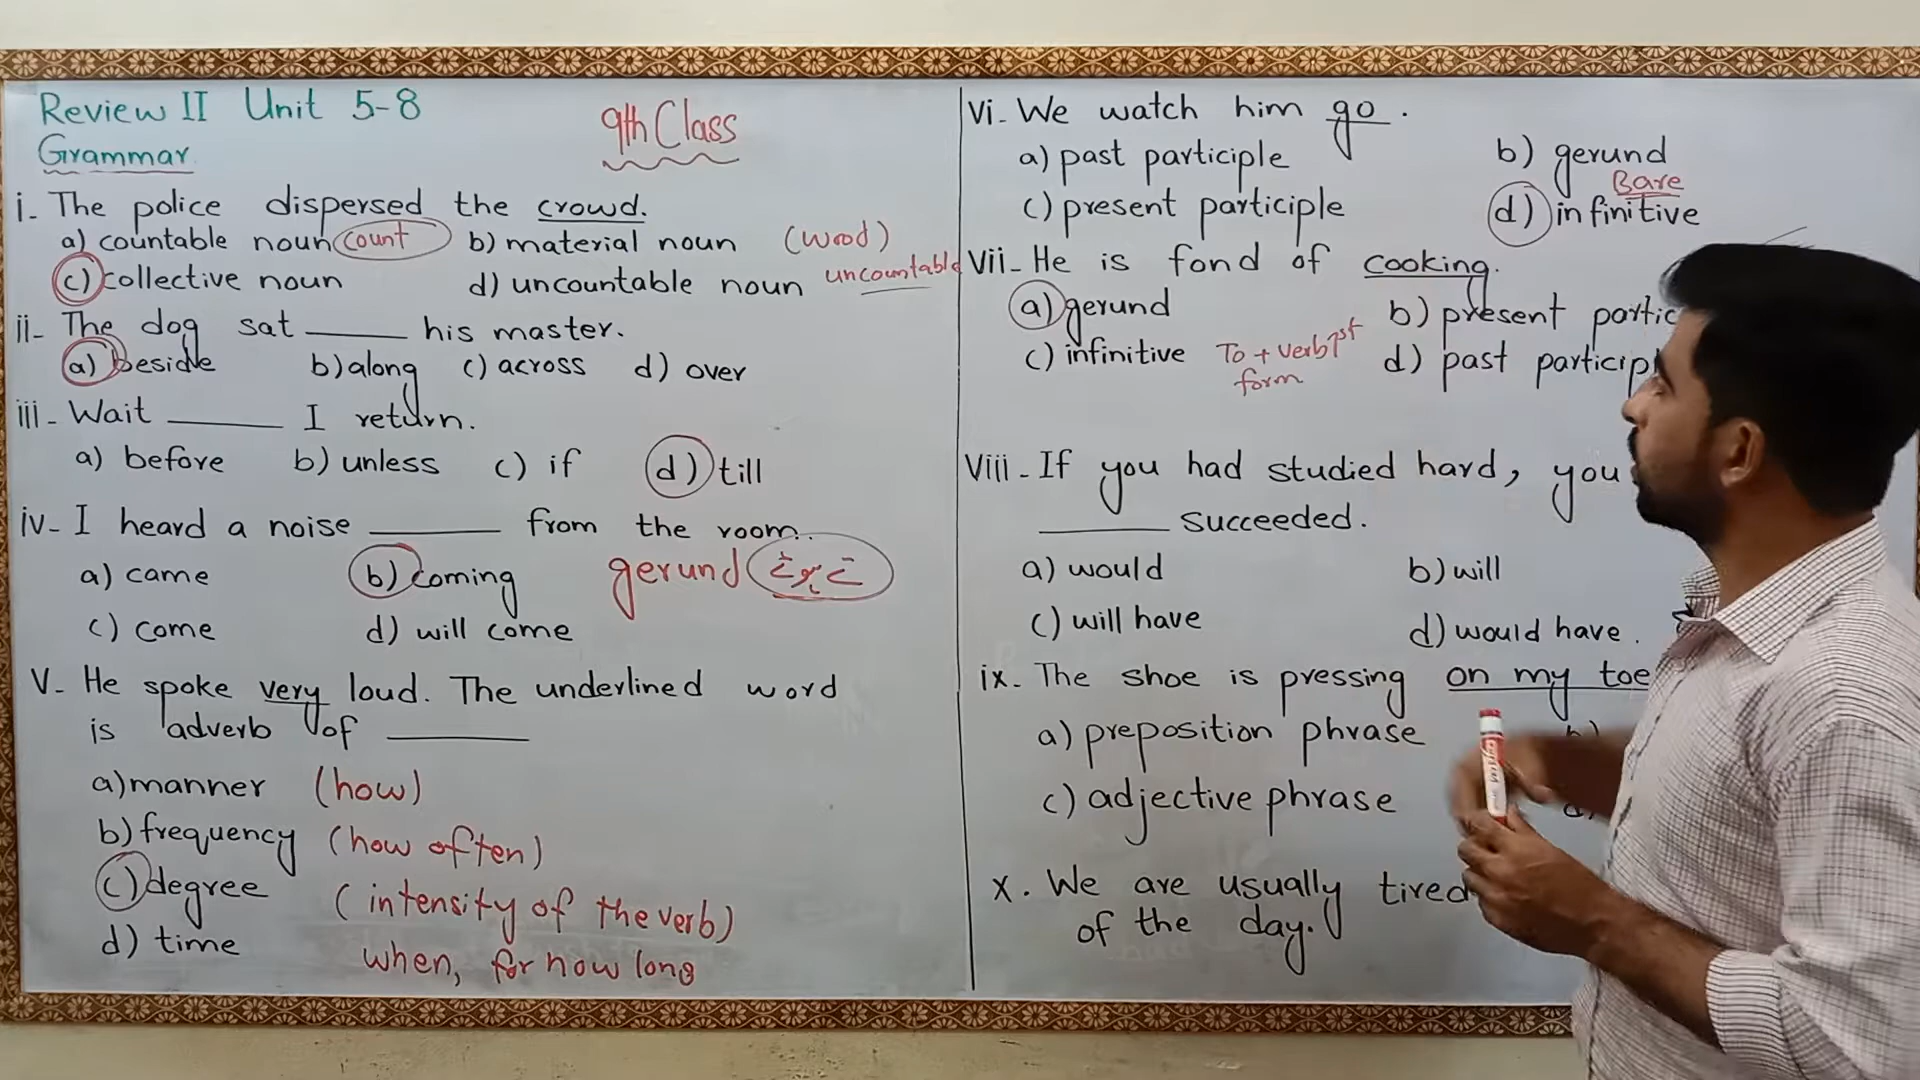 Review II Unit 5-8
9th Class
Grammar
i- The police dispersed the crowd.
a) countable noun count b) material noun (wood)
c) collective noun d) uncountable noun uncountable
ii- The dog sat ____ his master.
a) beside b) along c) across d) over
iii- Wait ____ I return.
a) before b) unless c) if d) till
iv- I heard a noise ____ from the room.
a) came b) coming gerund
c) come d) will come
v- He spoke very loud. The underlined word
is adverb of ____
a) manner (how)
b) frequency (how often)
c) degree (intensity of the verb)
d) time when, for how long
vi- We watch him go.
a) past participle b) gerund
Bare
c) present participle d) infinitive
vii- He is fond of cooking.
a) gerund b) present partic
c) infinitive To + verb 1st d) past particip
form
viii- If you had studied hard, you
____ succeeded.
a) would b) will
c) will have d) would have.
ix. The shoe is pressing on my toe
a) preposition phrase b)
c) adjective phrase d)
x. We are usually tired
of the day.